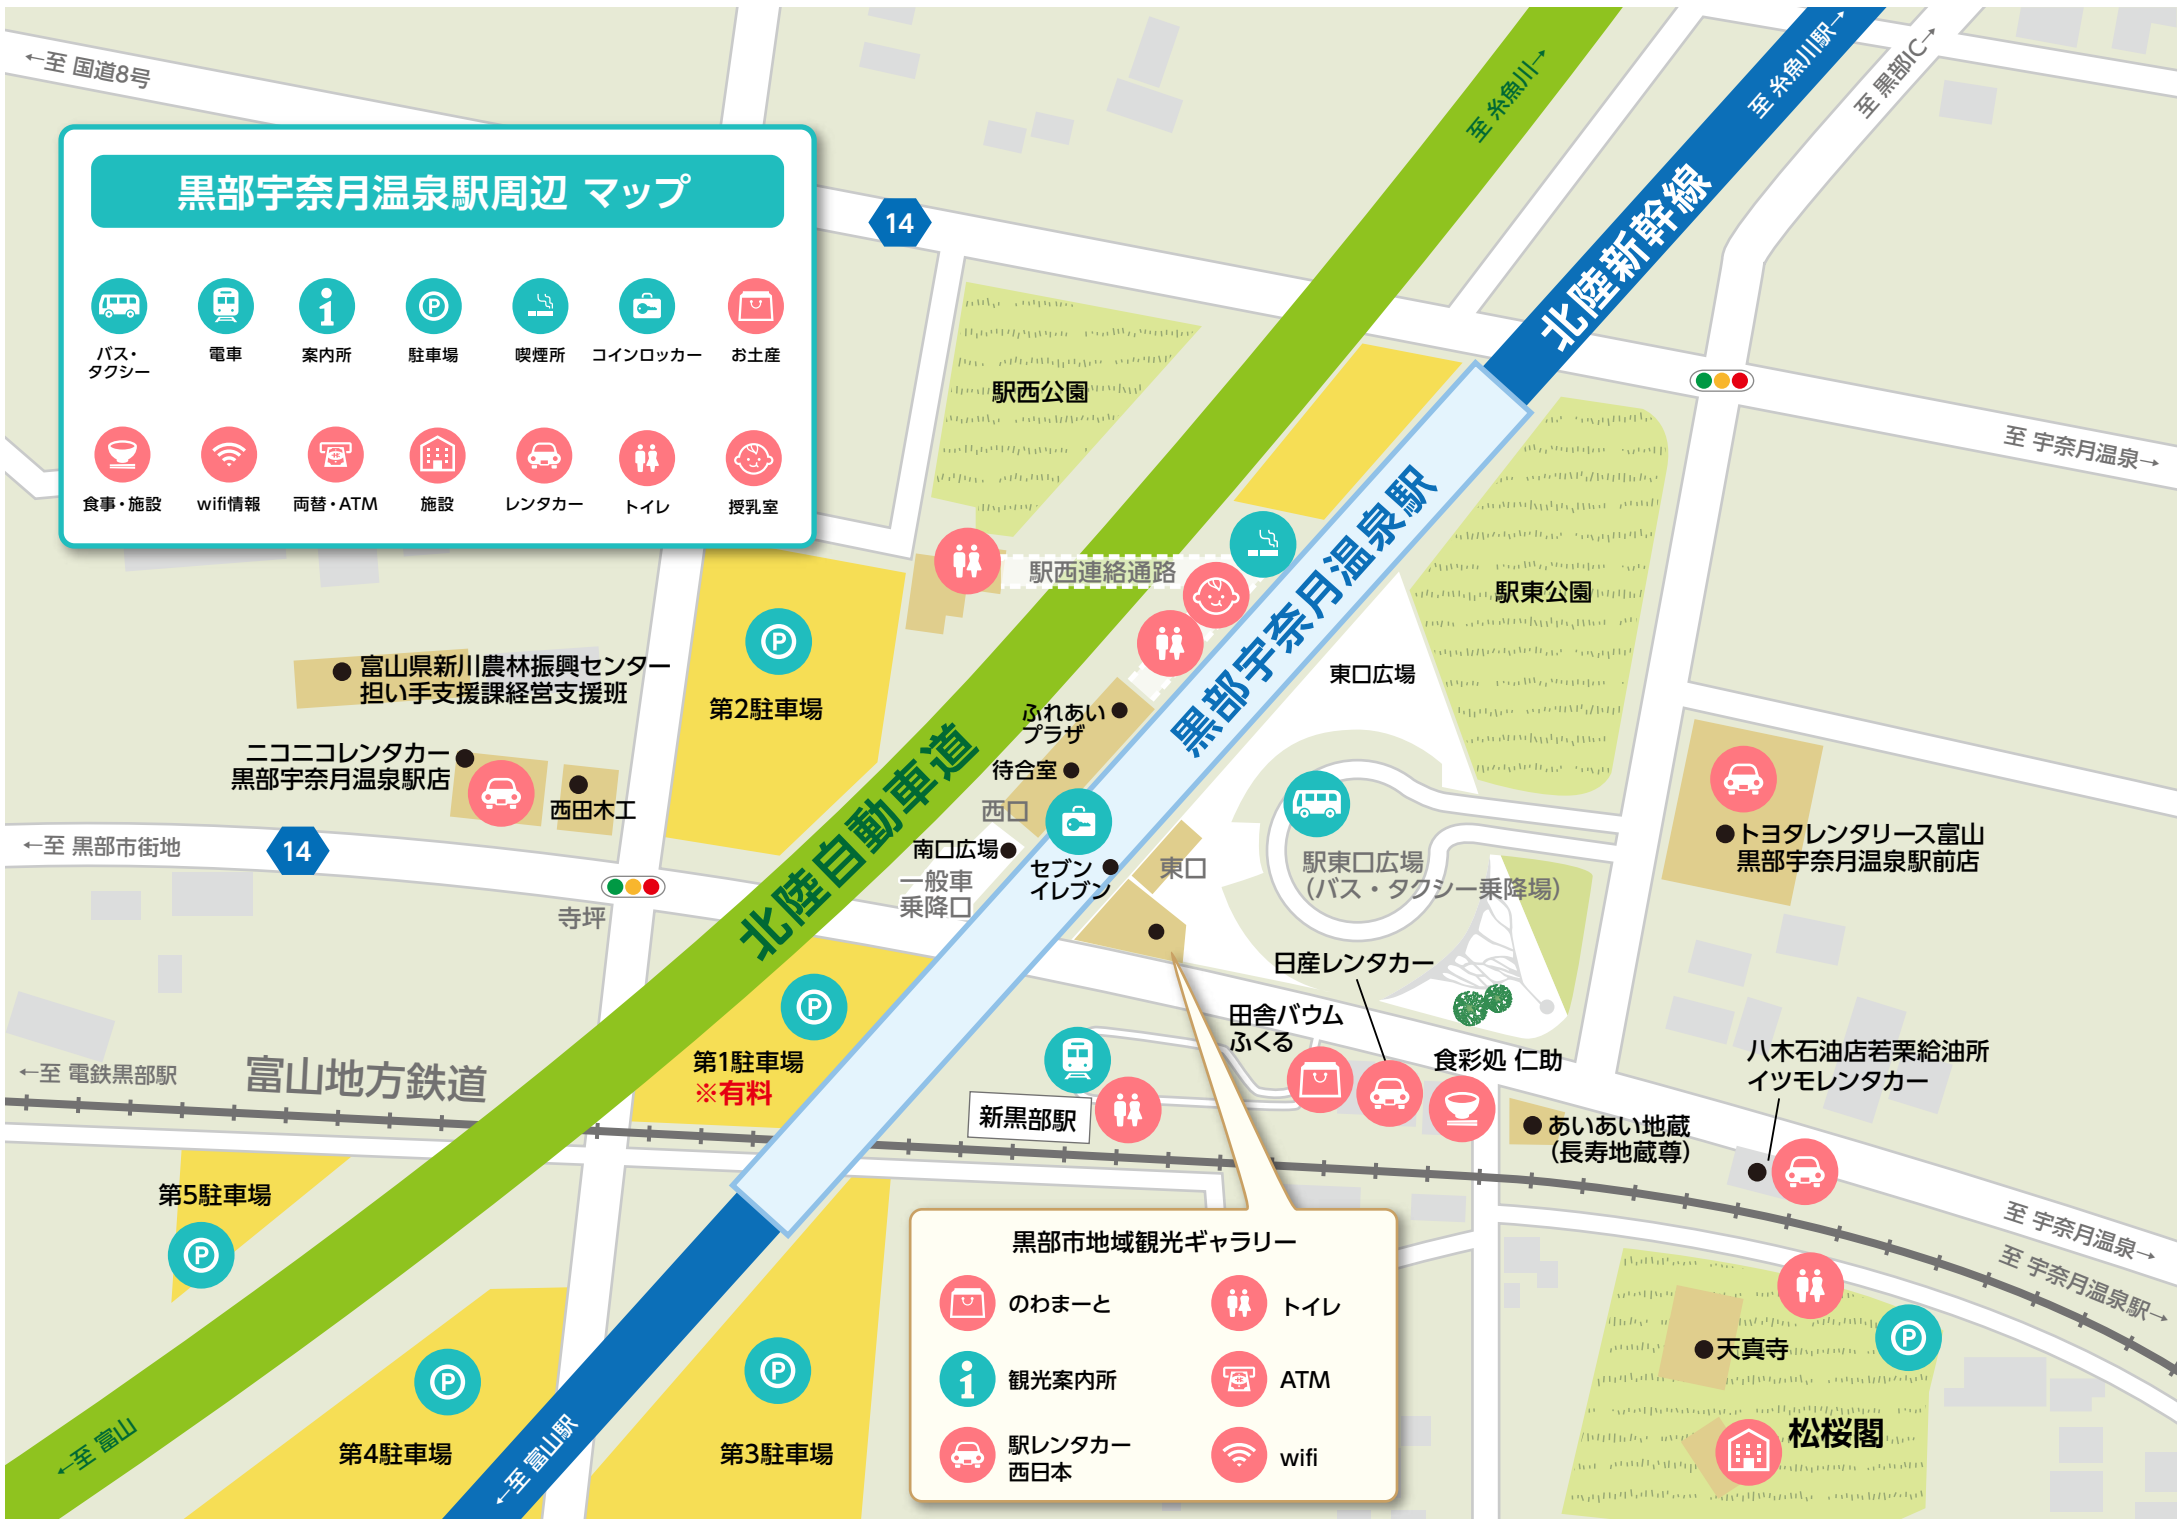 ←至 国道8号
黒部宇奈月温泉駅周辺 マップ
バス・
タクシー
電車
案内所
P
駐車場
喫煙所
コインロッカー
お土産
食事・施設
wifi情報
両替・ATM
施設
レンタカー
トイレ
授乳室
14
至 糸魚川→
至 糸魚川駅→
至 黒部IC→
北陸新幹線
至 宇奈月温泉→
駅西公園
駅西連絡通路
黒部宇奈月温泉駅
駅東公園
東口広場
富山県新川農林振興センター
担い手支援課経営支援班
P
第2駐車場
ニコニコレンタカー
黒部宇奈月温泉駅店
西田木工
←至 黒部市街地
14
寺坪
北陸自動車道
ふれあい
プラザ
待合室
西口
南口広場
一般車
乗降口
セブン
イレブン
東口
駅東口広場
（バス・タクシー乗降場）
トヨタレンタリース富山
黒部宇奈月温泉駅前店
日産レンタカー
田舎バウム
ふくる
食彩処 仁助
八木石油店若栗給油所
イツモレンタカー
あいあい地蔵
（長寿地蔵尊）
←至 電鉄黒部駅
富山地方鉄道
P
第1駐車場
※有料
新黒部駅
第5駐車場
P
P
第4駐車場
P
第3駐車場
←至 富山
←至 富山駅
黒部市地域観光ギャラリー
のわまーと
トイレ
観光案内所
ATM
駅レンタカー
西日本
wifi
至 宇奈月温泉→
至 宇奈月温泉駅→
天真寺
P
松桜閣